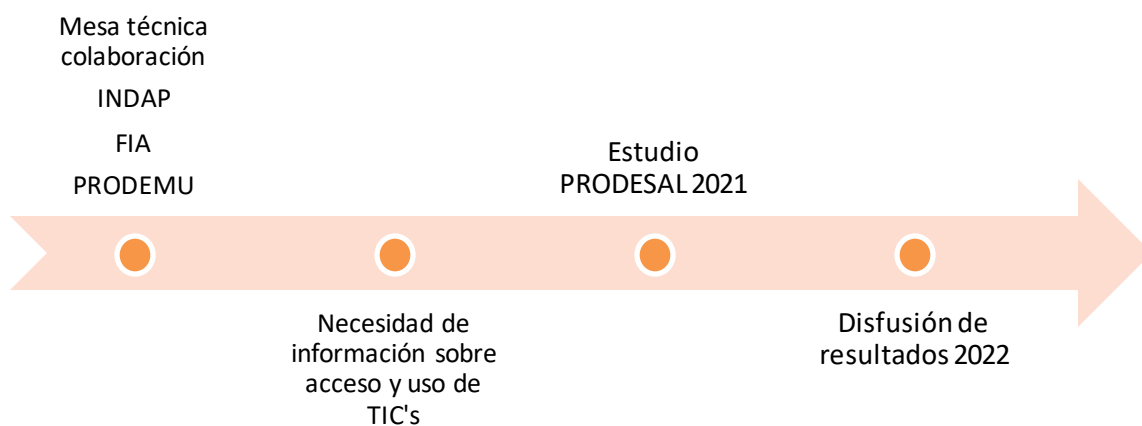 Mesa técnica
colaboración
INDAP
FIA
PRODEMU
Necesidad de
información sobre
acceso y uso de
TIC's
Estudio
PRODESAL 2021
Disfusión de
resultados 2022